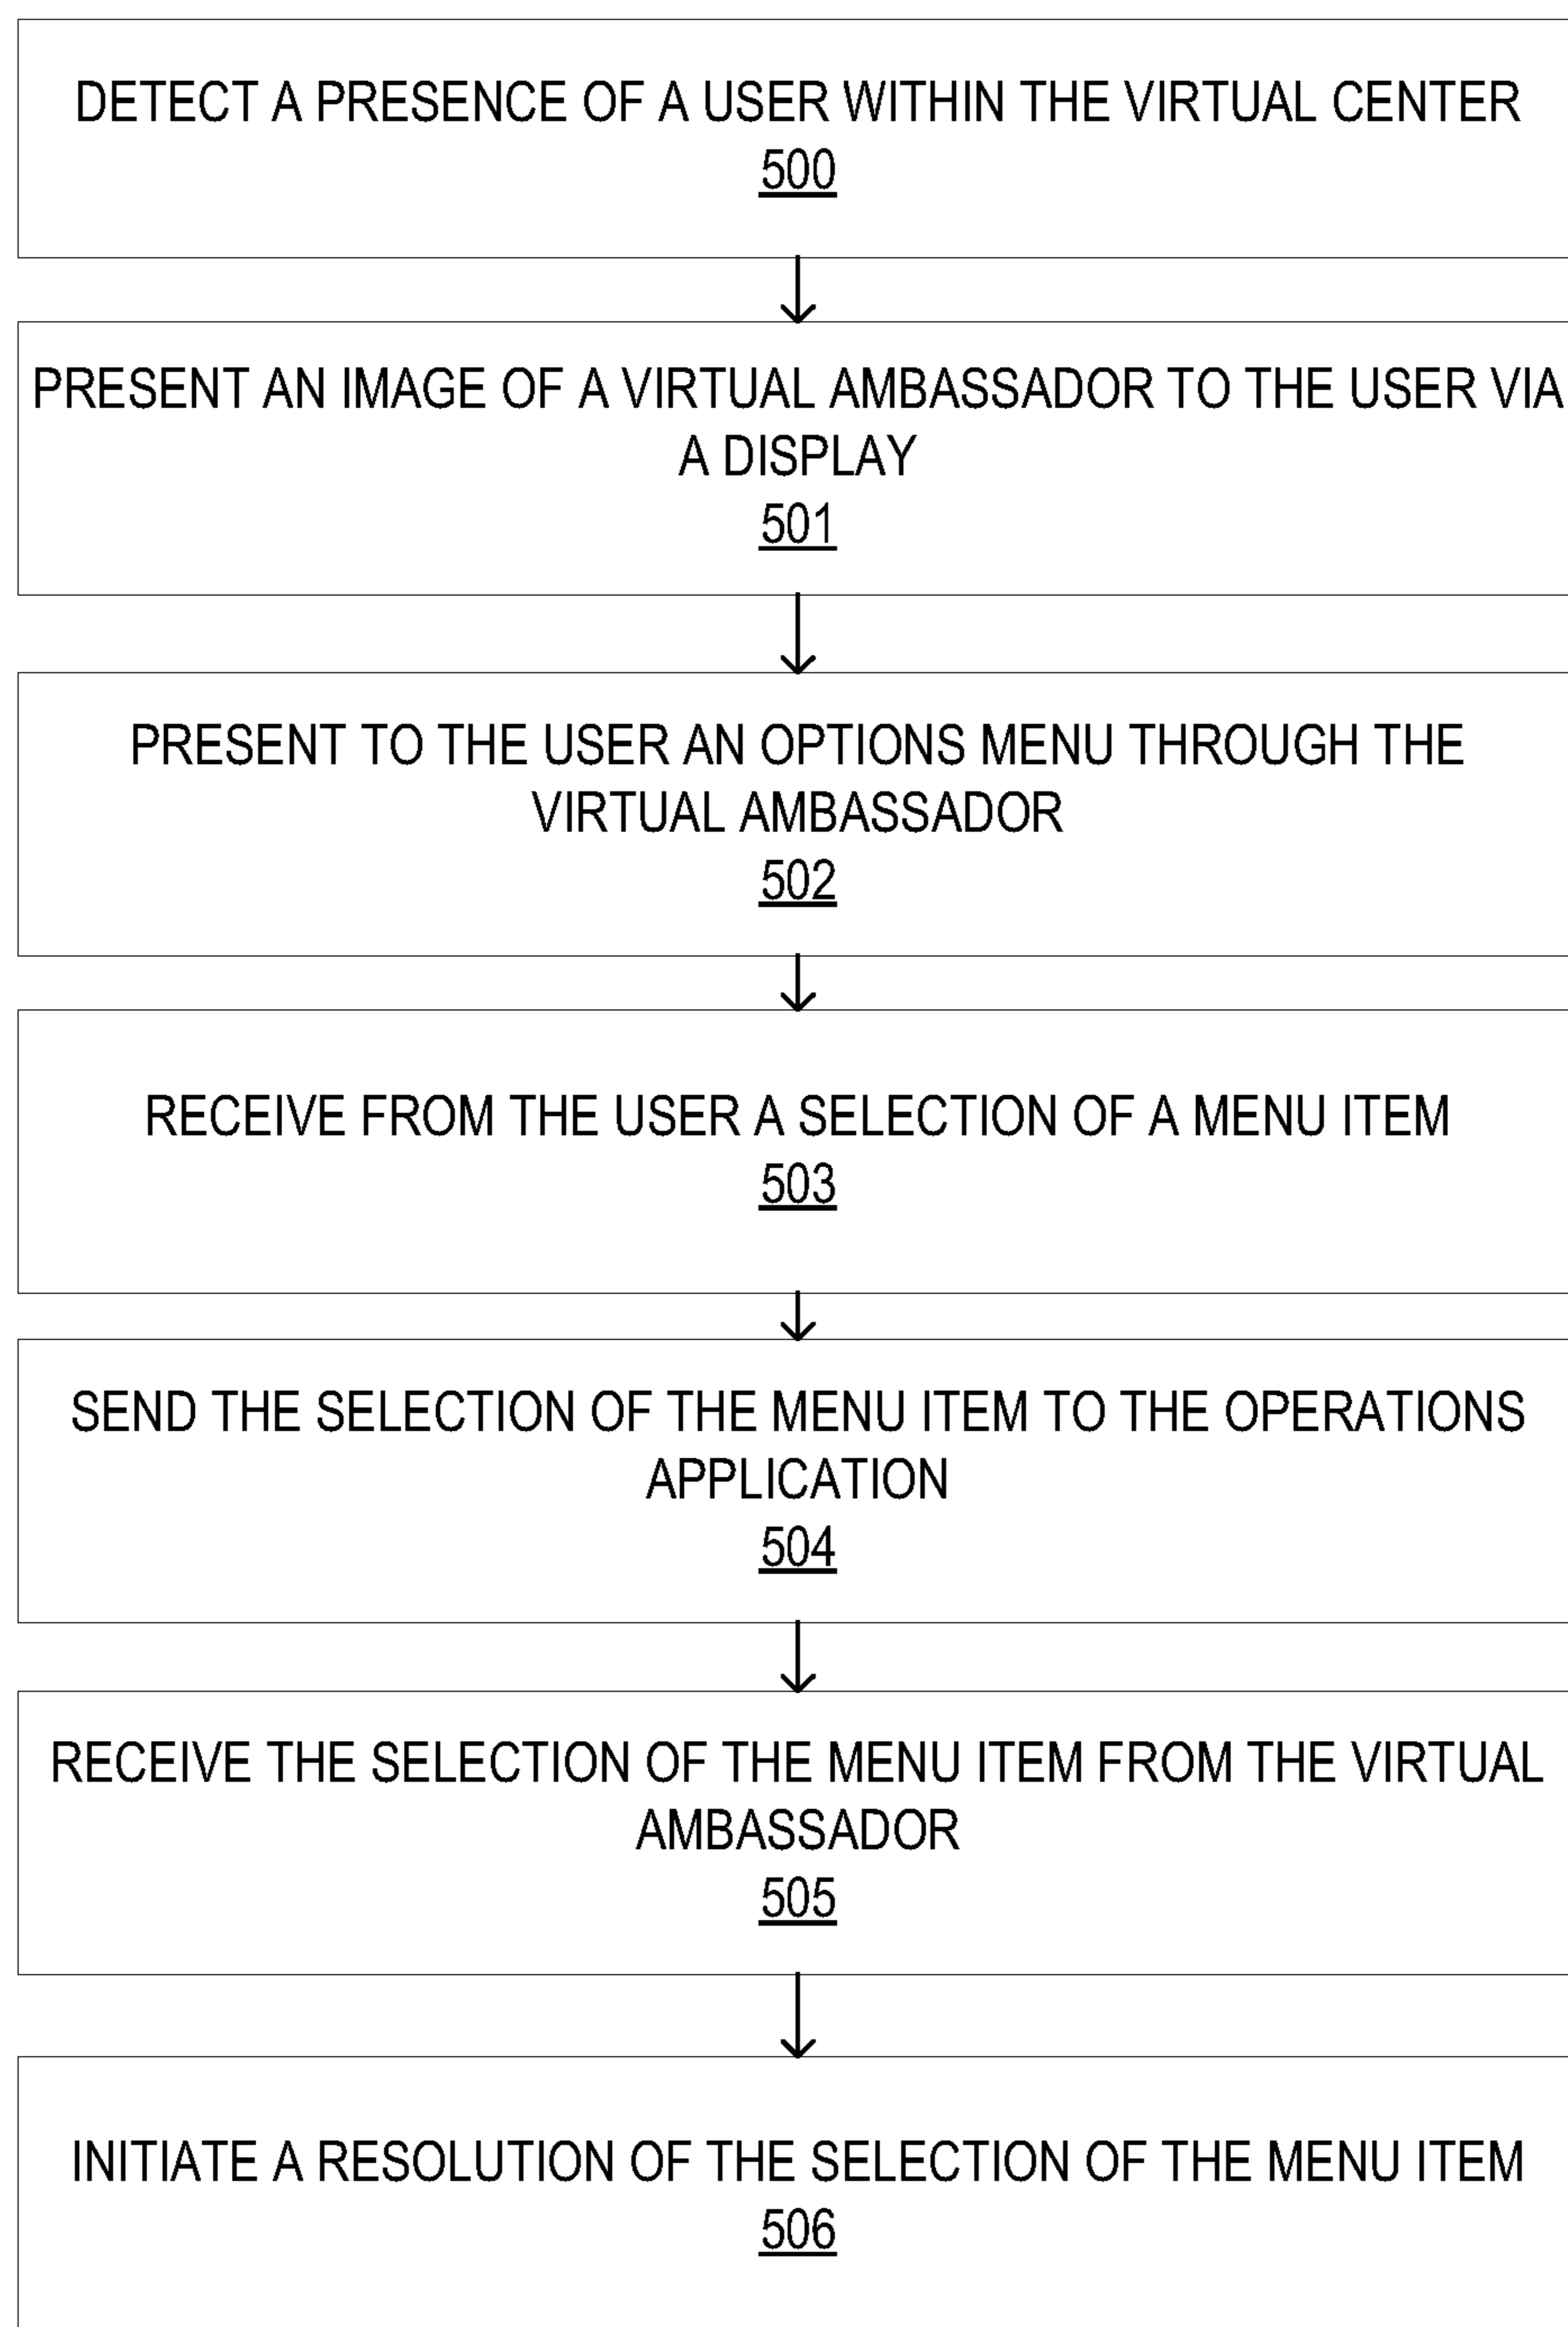 DETECT A PRESENCE OF A USER WITHIN THE VIRTUAL CENTER
500
PRESENT AN IMAGE OF A VIRTUAL AMBASSADOR TO THE USER VIA
A DISPLAY
501
PRESENT TO THE USER AN OPTIONS MENU THROUGH THE
VIRTUAL AMBASSADOR
502
RECEIVE FROM THE USER A SELECTION OF A MENU ITEM
503
SEND THE SELECTION OF THE MENU ITEM TO THE OPERATIONS
APPLICATION
504
RECEIVE THE SELECTION OF THE MENU ITEM FROM THE VIRTUAL
AMBASSADOR
505
INITIATE A RESOLUTION OF THE SELECTION OF THE MENU ITEM
506